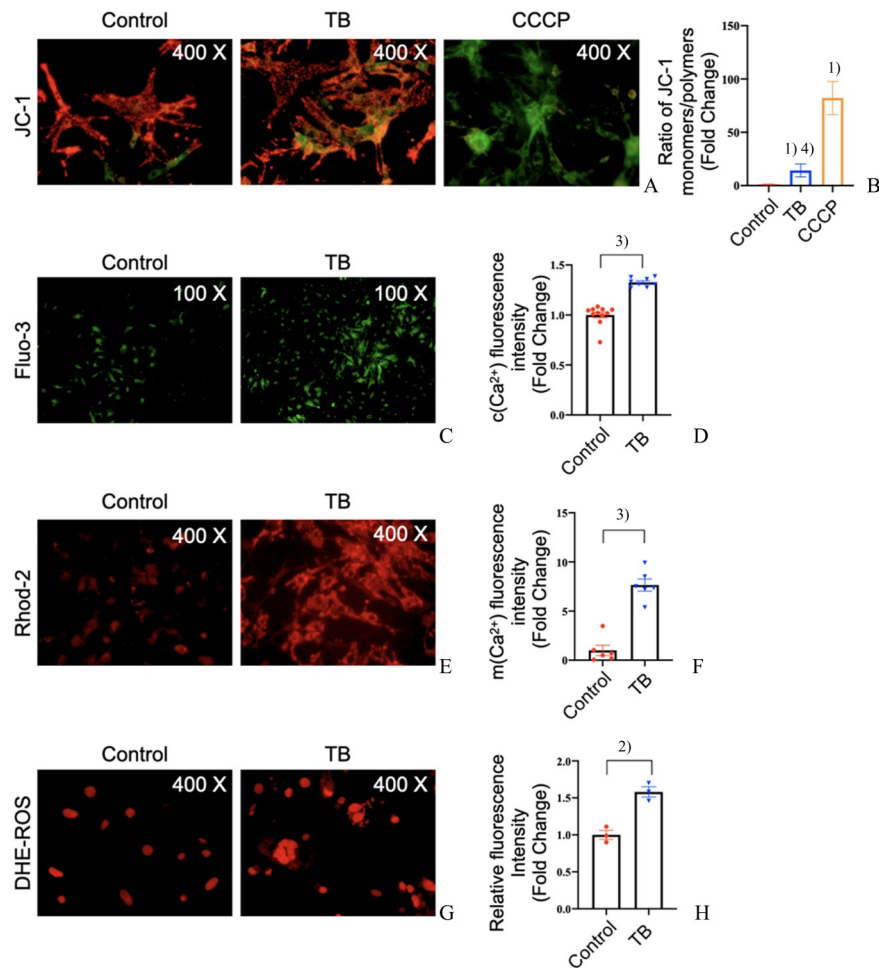 Control
TB
CCCP
JC-1
400 X
400 X
400 X
A
Ratio of JC-1
monomers/polymers
(Fold Change)
150
100
50
0
1) 4)
1)
Control
TB
CCCP
B
Control
TB
Fluo-3
100 X
100 X
C
c(Ca²⁺) fluorescence
intensity
(Fold Change)
1.5
1.0
0.5
0.0
3)
Control
TB
D
Control
TB
Rhod-2
400 X
400 X
E
m(Ca²⁺) fluorescence
intensity
(Fold Change)
15
10
5
0
3)
Control
TB
F
Control
TB
DHE-ROS
400 X
400 X
G
Relative fluorescence
Intensity
(Fold Change)
2.0
1.5
1.0
0.5
0.0
2)
Control
TB
H